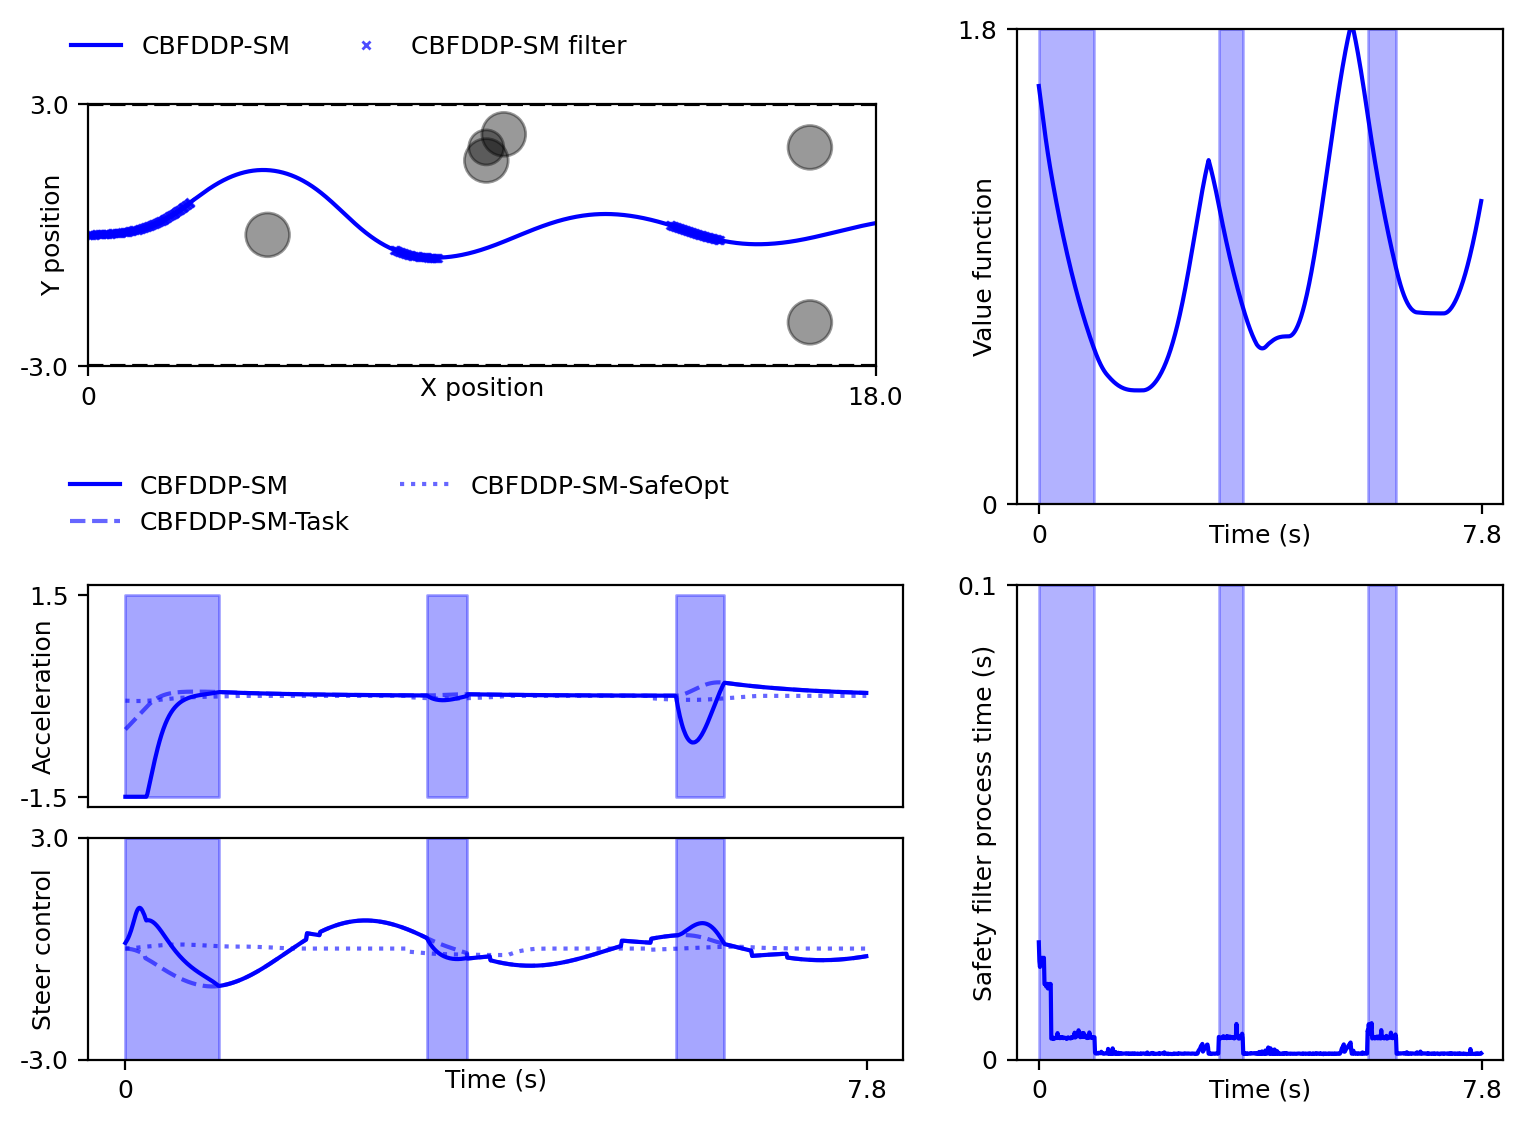 CBFDDP-SM
CBFDDP-SM filter
3.0
Y position
-3.0
0
X position
18.0
1.8
Value function
0
0
Time (s)
7.8
CBFDDP-SM
CBFDDP-SM-SafeOpt
CBFDDP-SM-Task
1.5
Acceleration
-1.5
3.0
Steer control
-3.0
0
Time (s)
7.8
0.1
Safety filter process time (s)
0
0
Time (s)
7.8